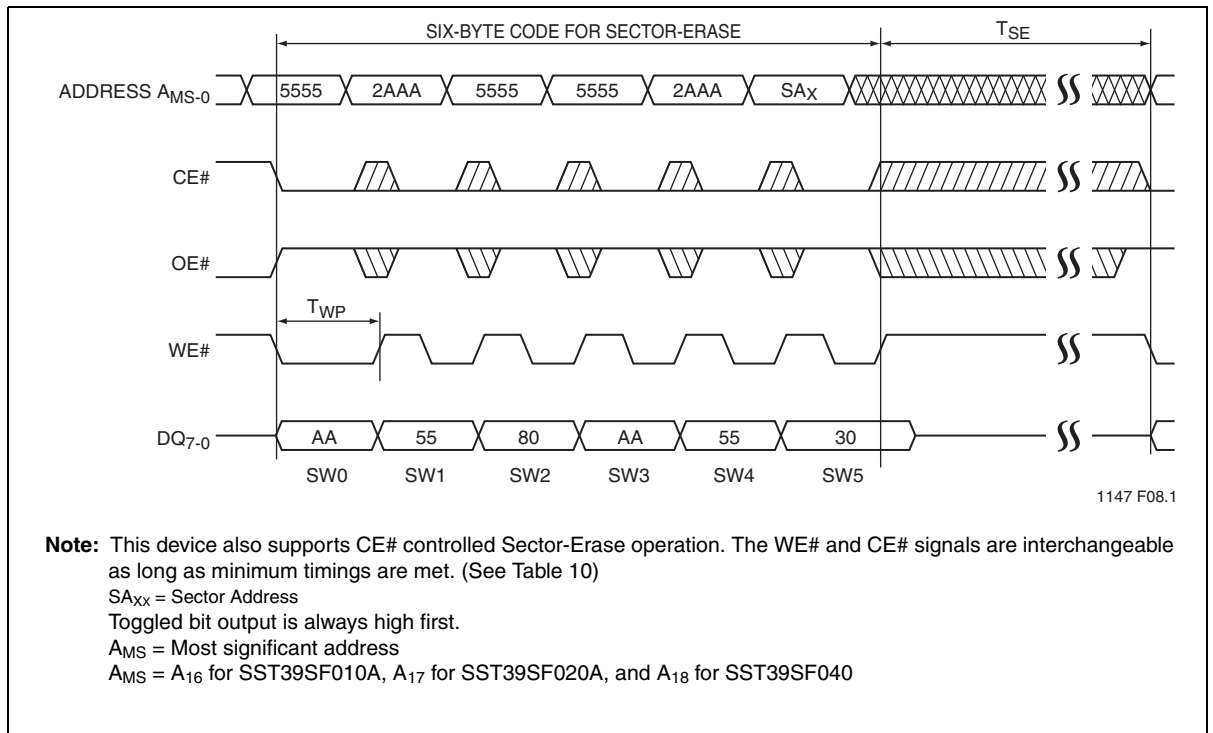 SIX-BYTE CODE FOR SECTOR-ERASE TSE
ADDRESS AMS-0 5555 2AAA 5555 5555 2AAA SAX
CE#
OE#
TWP
WE#
DQ7-0 AA 55 80 AA 55 30
SW0 SW1 SW2 SW3 SW4 SW5
1147 F08.1
Note: This device also supports CE# controlled Sector-Erase operation. The WE# and CE# signals are interchangeable
as long as minimum timings are met. (See Table 10)
SAXx = Sector Address
Toggled bit output is always high first.
AMS = Most significant address
AMS = A16 for SST39SF010A, A17 for SST39SF020A, and A18 for SST39SF040